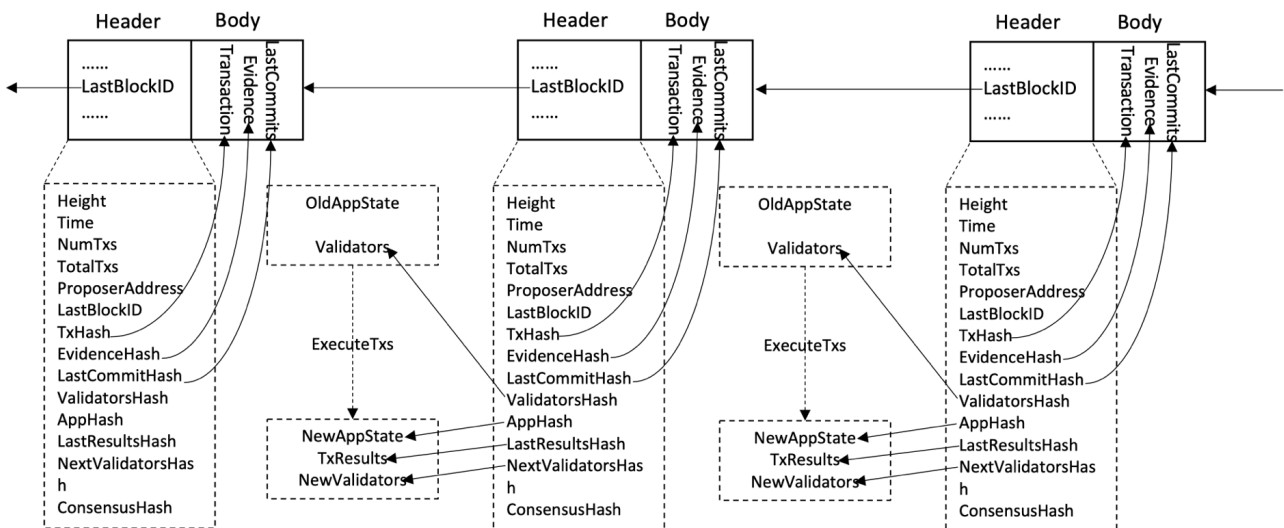 Header Body
......
LastBlockID
......
Transaction
Evidence
LastCommits
Height
Time
NumTxs
TotalTxs
ProposerAddress
LastBlockID
TxHash
EvidenceHash
LastCommitHash
ValidatorsHash
AppHash
LastResultsHash
NextValidatorsHas
h
ConsensusHash
OldAppState
Validators
ExecuteTxs
NewAppState
TxResults
NewValidators
Header Body
......
LastBlockID
......
Transaction
Evidence
LastCommits
Height
Time
NumTxs
TotalTxs
ProposerAddress
LastBlockID
TxHash
EvidenceHash
LastCommitHash
ValidatorsHash
AppHash
LastResultsHash
NextValidatorsHas
h
ConsensusHash
OldAppState
Validators
ExecuteTxs
NewAppState
TxResults
NewValidators
Header Body
......
LastBlockID
......
Transaction
Evidence
LastCommits
Height
Time
NumTxs
TotalTxs
ProposerAddress
LastBlockID
TxHash
EvidenceHash
LastCommitHash
ValidatorsHash
AppHash
LastResultsHash
NextValidatorsHas
h
ConsensusHash